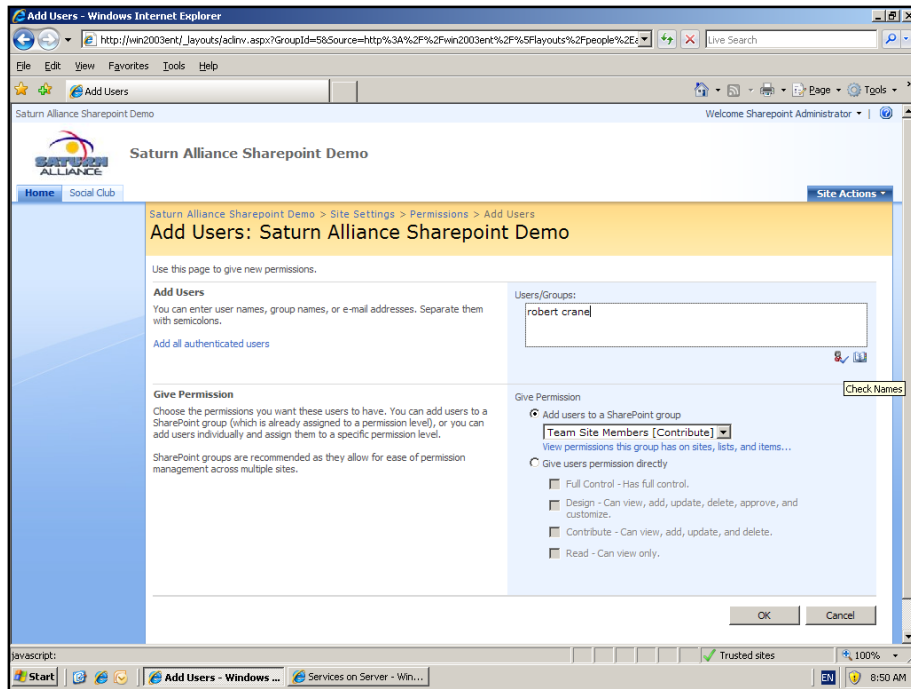 Add Users - Windows Internet Explorer
http://win2003ent/_layouts/aclinv.aspx?GroupId=5&Source=http%3A%2F%2Fwin2003ent%2F%5Flayouts%2Fpeople%2E
Live Search
File Edit View Favorites Tools Help
Add Users
Page Tools
Saturn Alliance Sharepoint Demo
Welcome Sharepoint Administrator
SATURN
ALLIANCE
Saturn Alliance Sharepoint Demo
Home Social Club
Site Actions
Saturn Alliance Sharepoint Demo > Site Settings > Permissions > Add Users
Add Users: Saturn Alliance Sharepoint Demo
Use this page to give new permissions.
Add Users
You can enter user names, group names, or e-mail addresses. Separate them
with semicolons.
Add all authenticated users
Users/Groups:
robert crane
Check Names
Give Permission
Choose the permissions you want these users to have. You can add users to a
SharePoint group (which is already assigned to a permission level), or you can
add users individually and assign them to a specific permission level.
SharePoint groups are recommended as they allow for ease of permission
management across multiple sites.
Give Permission
Add users to a SharePoint group
Team Site Members [Contribute]
View permissions this group has on sites, lists, and items...
Give users permission directly
Full Control - Has full control.
Design - Can view, add, update, delete, approve, and
customize.
Contribute - Can view, add, update, and delete.
Read - Can view only.
OK Cancel
javascript:
Trusted sites
100%
Start
Add Users - Windows ...
Services on Server - Win...
EN
8:50 AM